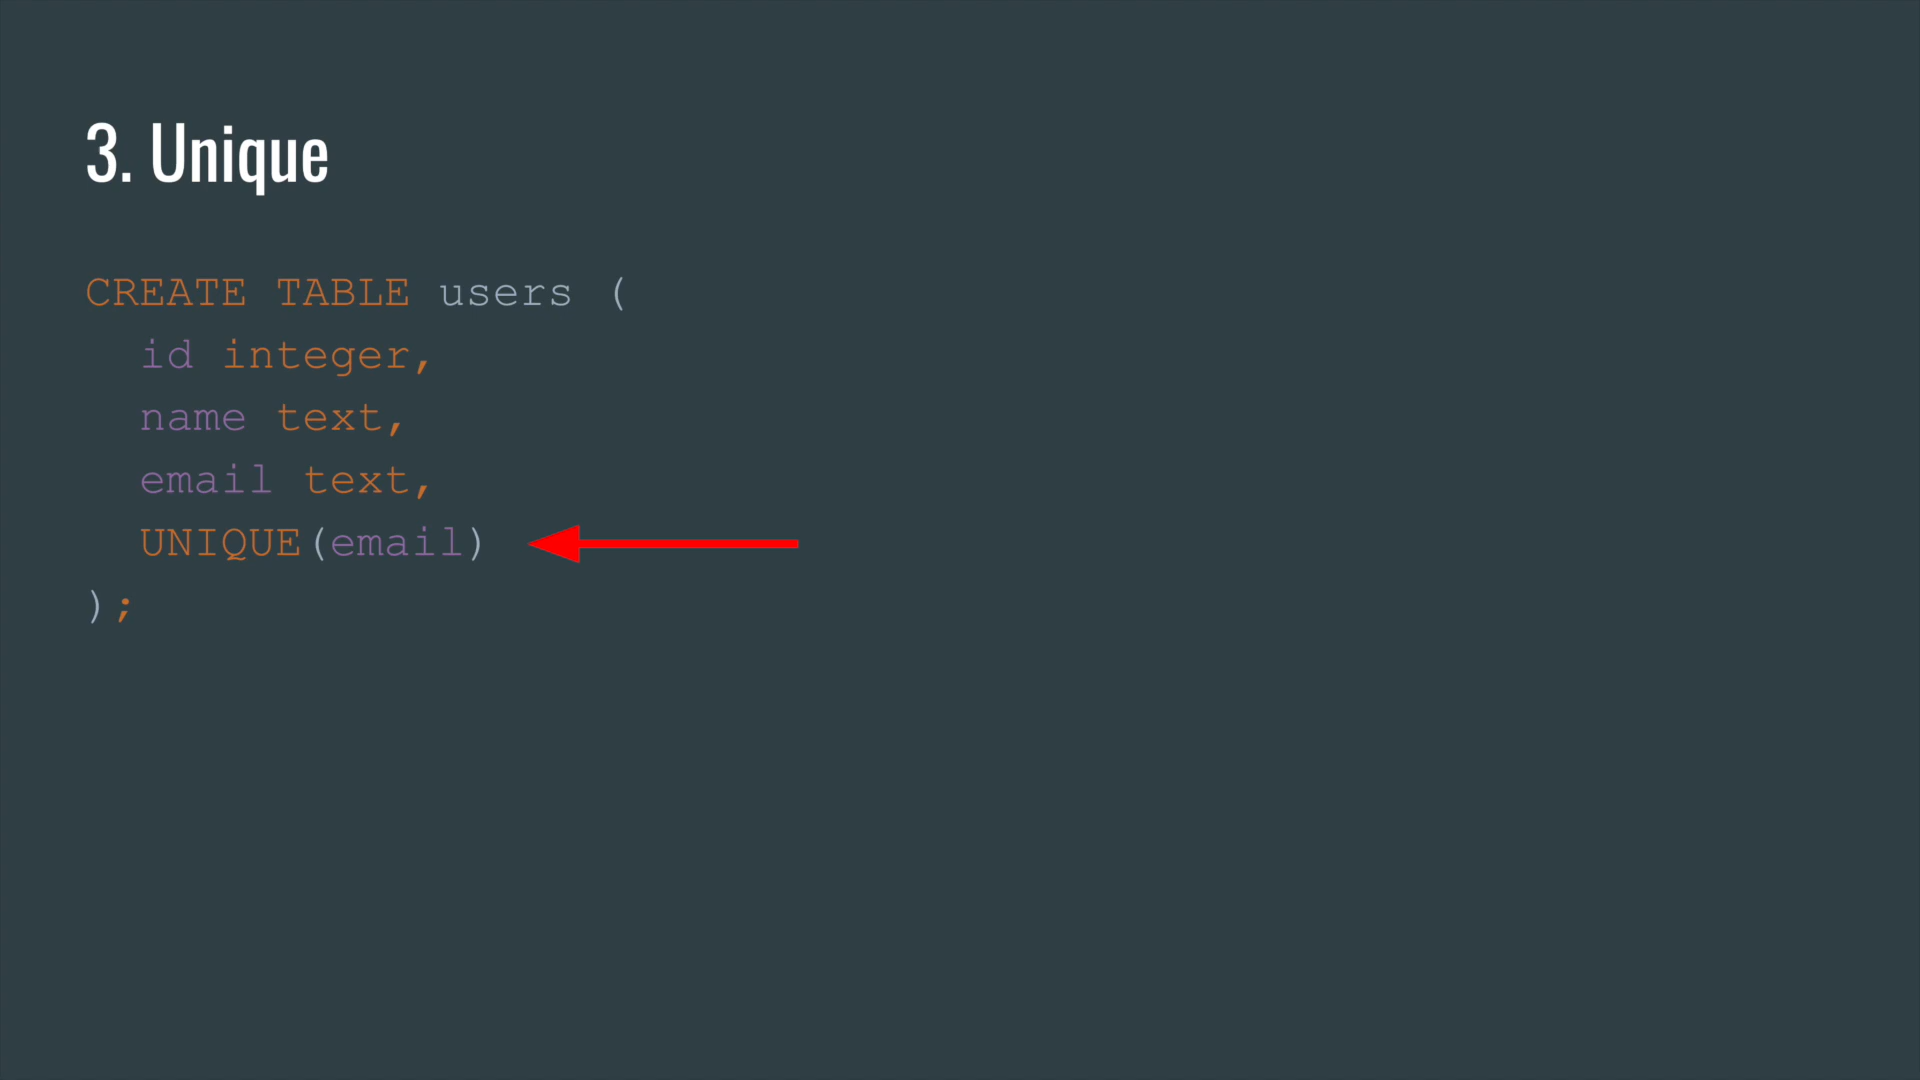 3. Unique
CREATE TABLE users (
  id integer,
  name text,
  email text,
  UNIQUE(email)
);